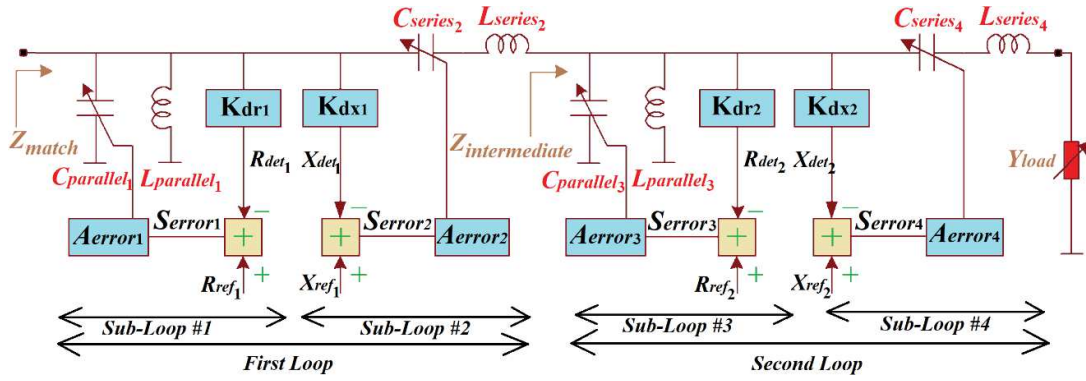 Cseries2 Lseries2 Cseries4 Lseries4
Kdr1 Kdx1 Kdr2 Kdx2
Zmatch Zintermediate Yload
Rdet1 Xdet1 Rdet2 Xdet2
Cparallel1 Lparallel1 Cparallel3 Lparallel3
− − − −
Aerror1 Serror1 + + Serror2 Aerror2 Aerror3 Serror3 + + Serror4 Aerror4
Rref1 + Xref1 + Rref2 + Xref2 +
Sub-Loop #1 Sub-Loop #2 Sub-Loop #3 Sub-Loop #4
First Loop Second Loop